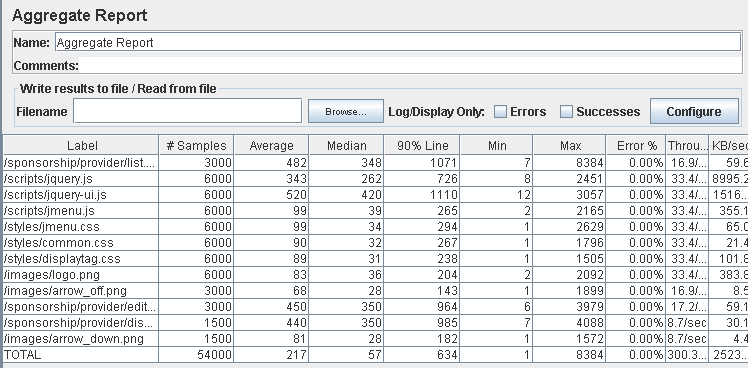 Aggregate Report
Name: Aggregate Report
Comments:
Write results to file / Read from file
Filename Browse... Log/Display Only: Errors Successes Configure
Label # Samples Average Median 90% Line Min Max Error % Throu... KB/sec
/sponsorship/provider/list.... 3000 482 348 1071 7 8384 0.00% 16.9/... 59.6
/scripts/jquery.js 6000 343 262 726 8 2451 0.00% 33.4/... 8995.2
/scripts/jquery-ui.js 6000 520 420 1110 12 3057 0.00% 33.4/... 1516...
/scripts/jmenu.js 6000 99 39 265 2 2165 0.00% 33.4/... 355.1
/styles/jmenu.css 6000 99 34 294 1 2629 0.00% 33.4/... 65.0
/styles/common.css 6000 90 32 267 1 1796 0.00% 33.4/... 21.4
/styles/displaytag.css 6000 89 31 238 1 1505 0.00% 33.4/... 101.8
/images/logo.png 6000 83 36 204 2 2092 0.00% 33.4/... 383.8
/images/arrow_off.png 3000 68 28 143 1 1899 0.00% 16.9/... 8.5
/sponsorship/provider/edit... 3000 450 350 964 6 3979 0.00% 17.2/... 59.1
/sponsorship/provider/dis... 1500 440 350 985 7 4088 0.00% 8.7/sec 30.1
/images/arrow_down.png 1500 81 28 182 1 1572 0.00% 8.7/sec 4.4
TOTAL 54000 217 57 634 1 8384 0.00% 300.3... 2523...